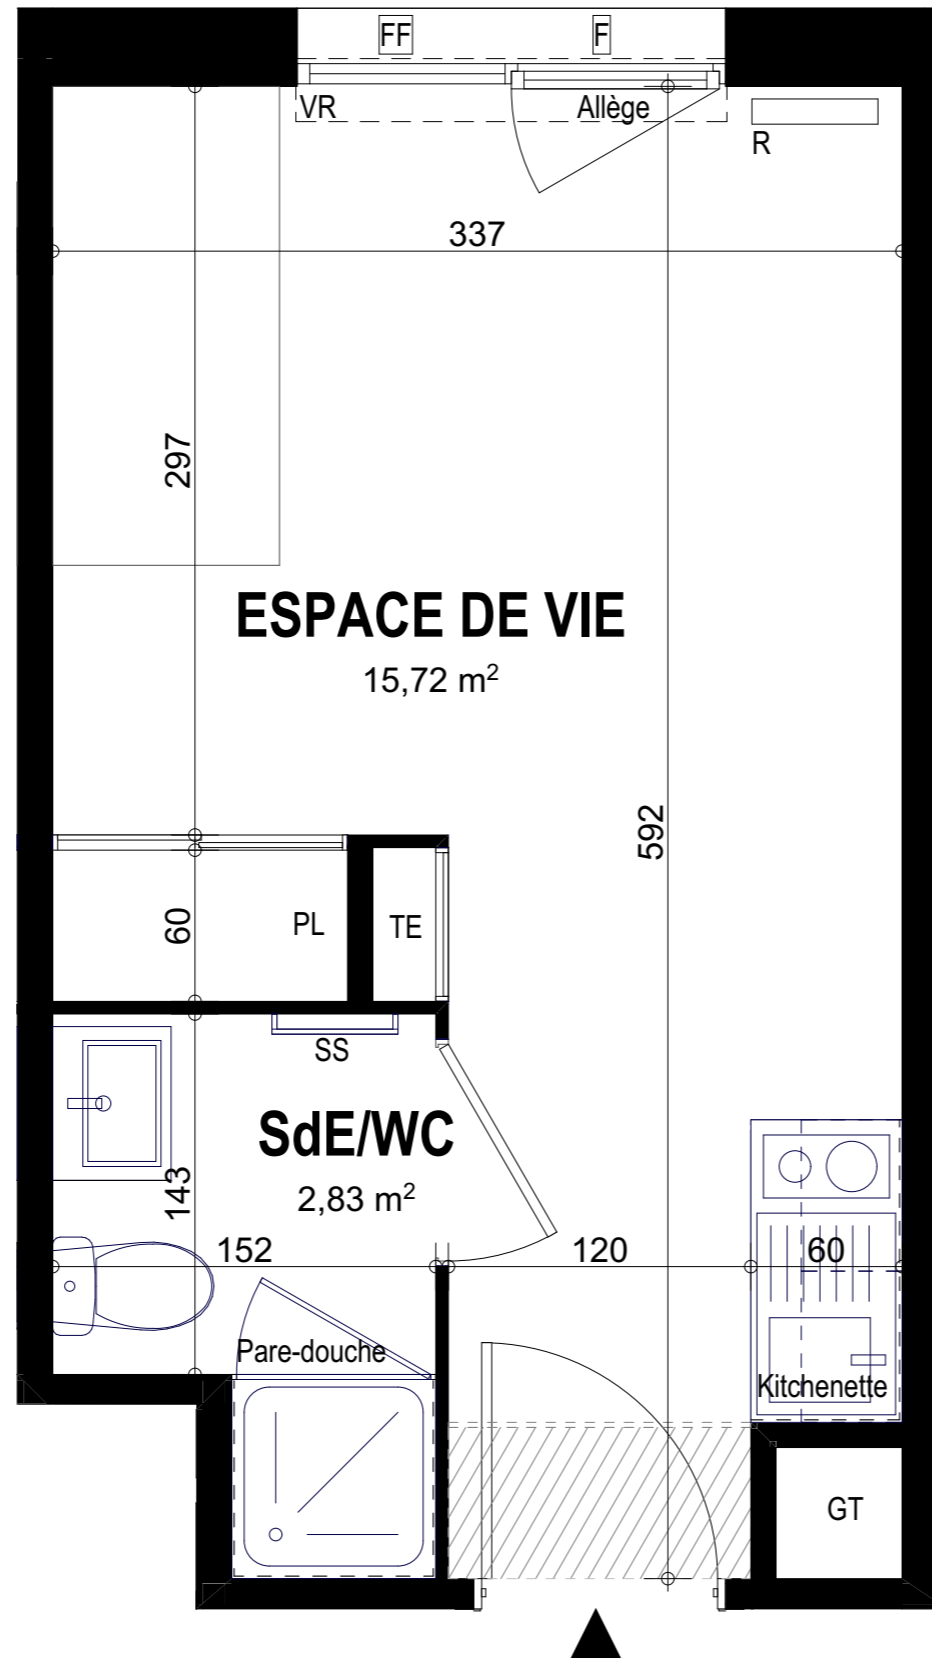 FF
F
VR
Allège
R
337
297
ESPACE DE VIE
15,72 m²
592
60
PL
TE
SS
SdE/WC
2,83 m²
143
152
120
60
Pare-douche
Kitchenette
GT